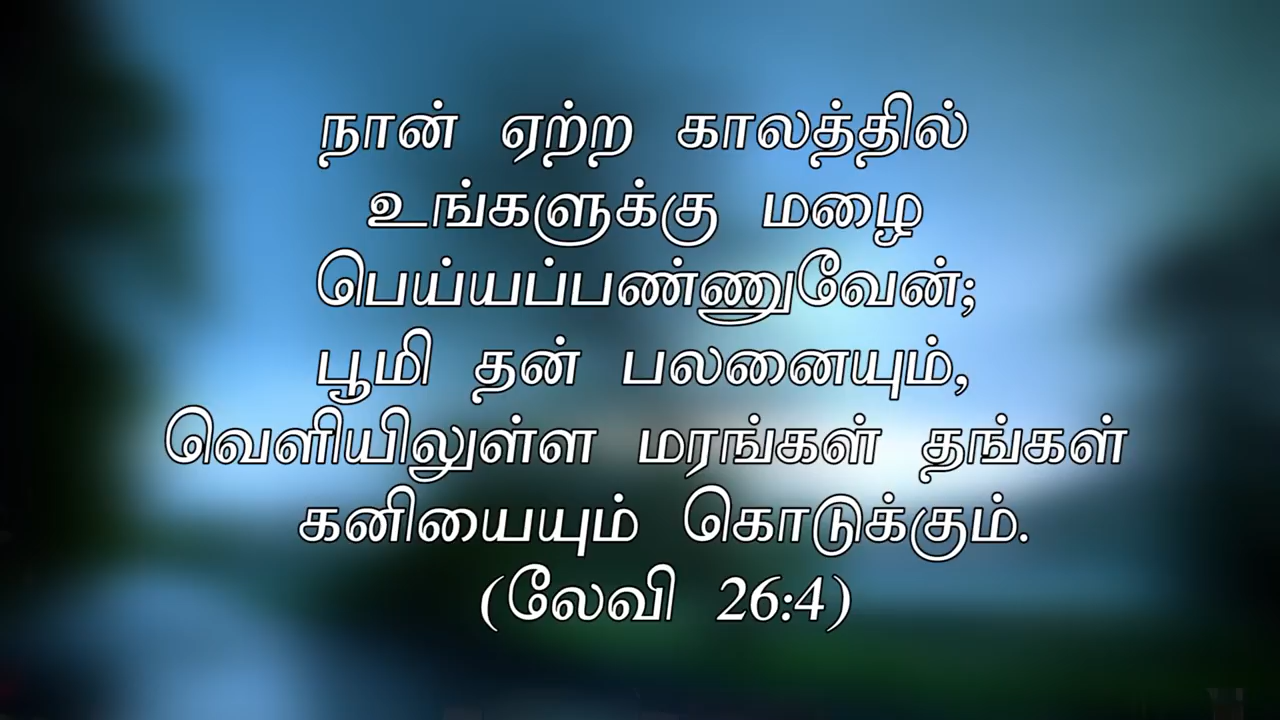 நான் ஏற்ற காலத்தில்
உங்களுக்கு மழை
பெய்யப்பண்ணுவேன்;
பூமி தன் பலனையும்,
வெளியிலுள்ள மரங்கள் தங்கள்
கனியையும் கொடுக்கும்.
(லேவி 26:4)